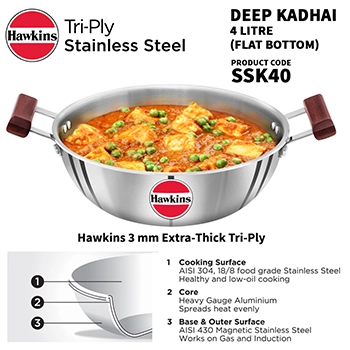 Hawkins
Tri-Ply
Stainless Steel
DEEP KADHAI
4 LITRE
(FLAT BOTTOM)
PRODUCT CODE
SSK40
Hawkins
Hawkins 3 mm Extra-Thick Tri-Ply
1 Cooking Surface
AISI 304, 18/8 food grade Stainless Steel
Healthy and low-oil cooking
2 Core
Heavy Gauge Aluminium
Spreads heat evenly
3 Base & Outer Surface
AISI 430 Magnetic Stainless Steel
Works on Gas and Induction
1
2
3